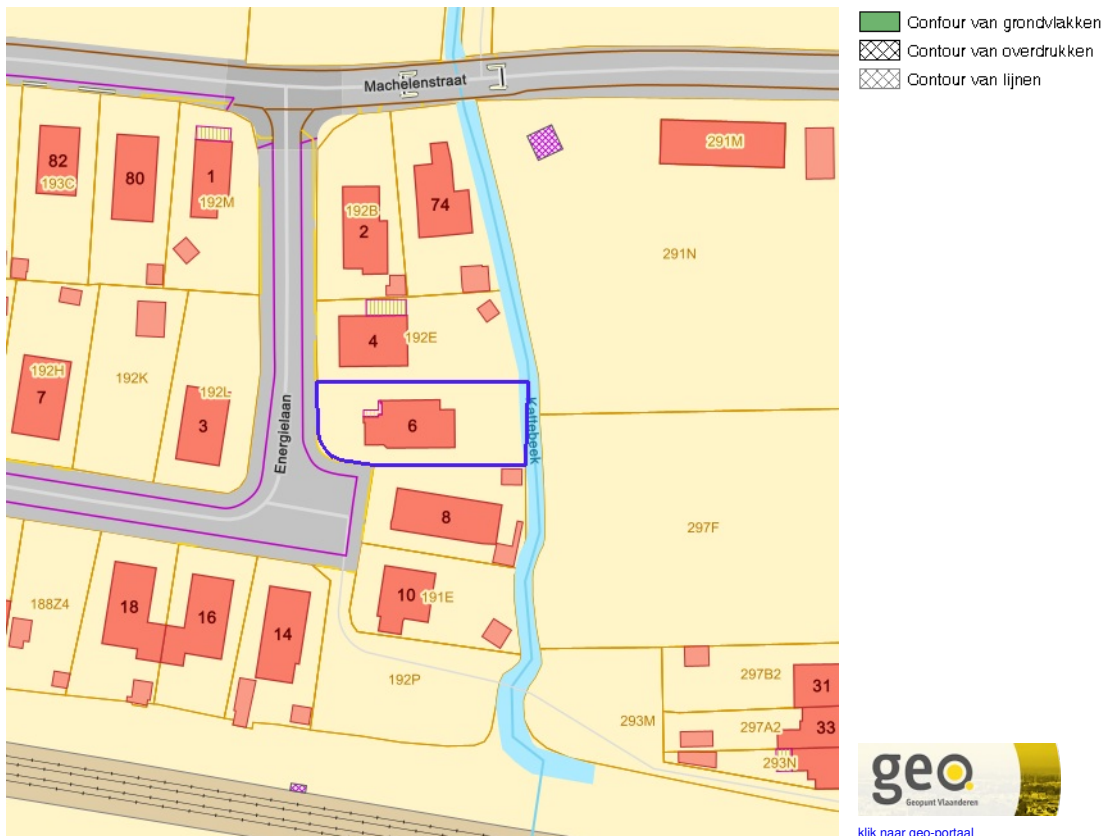 Contour van grondvlakken
Contour van overdrukken
Contour van lijnen
Machelenstraat
82
193C
80
1
192M
192B
2
74
291M
291N
4
192E
192H
7
192K
192L
3
Energielaan
6
Kattebeek
8
297F
10
191E
188Z4
18
16
14
192P
297B2
31
293M
297A2
33
293N
geo
Geopunt Vlaanderen
klik naar geo-portaal